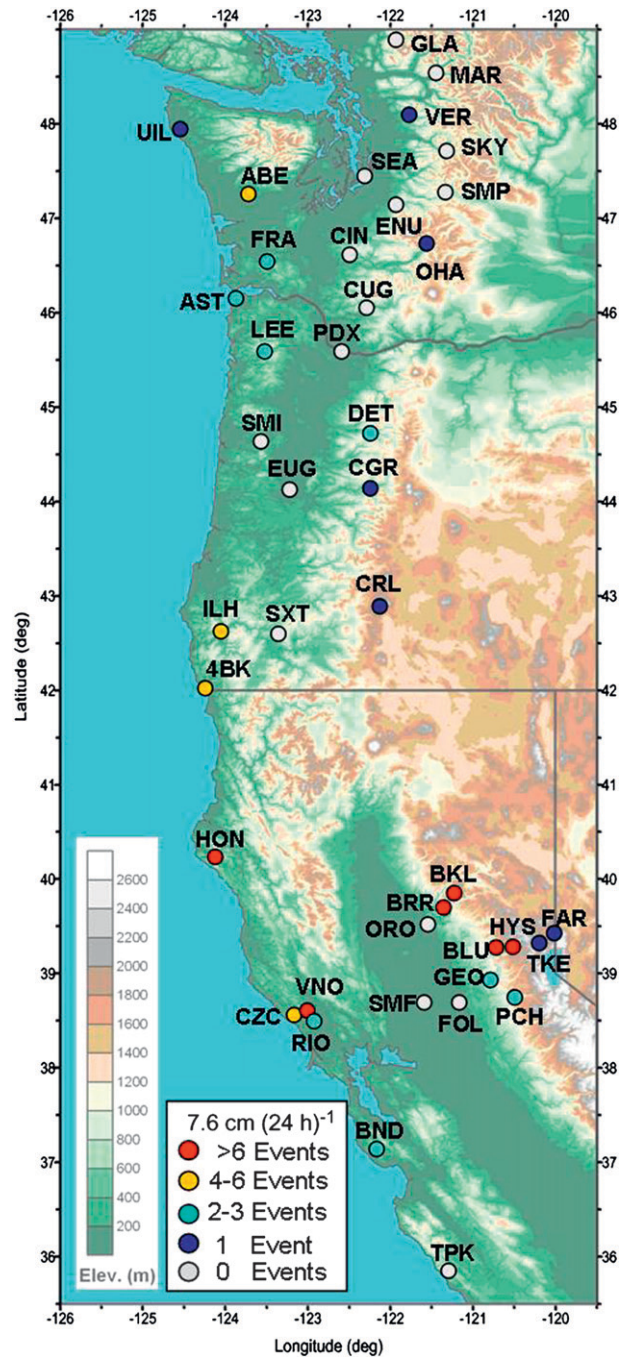 -126 -125 -124 -123 -122 -121 -120
GLA
MAR
VER
48 48
UIL
SKY
SEA
ABE
SMP
47 47
ENU
FRA CIN
OHA
CUG
AST
46 46
LEE PDX
45 45
DET
SMI
EUG CGR
44 44
CRL
43 43
ILH SXT
4BK
42 42
Latitude (deg)
41 41
HON
40 40
BKL
BRR
ORO HYS FAR
BLU
39 39
GEO TKE
VNO
SMF
CZC FOL PCH
RIO
38
BND
37 37
TPK
36 36
2600
2400
2200
2000
1800
1600
1400
1200
1000
800
600
400
200
Elev. (m)
7.6 cm (24 h)-1
>6 Events
4-6 Events
2-3 Events
1 Event
0 Events
-126 -125 -124 -123 -122 -121 -120
Longitude (deg)